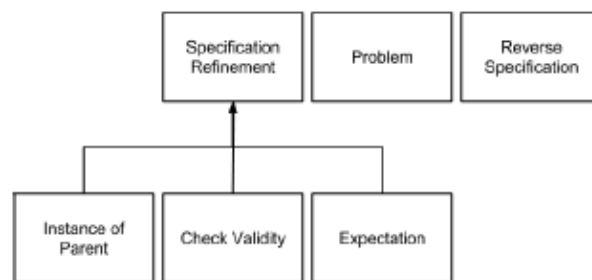 Specification
Refinement
Problem
Reverse
Specification
Instance of
Parent
Check Validity
Expectation